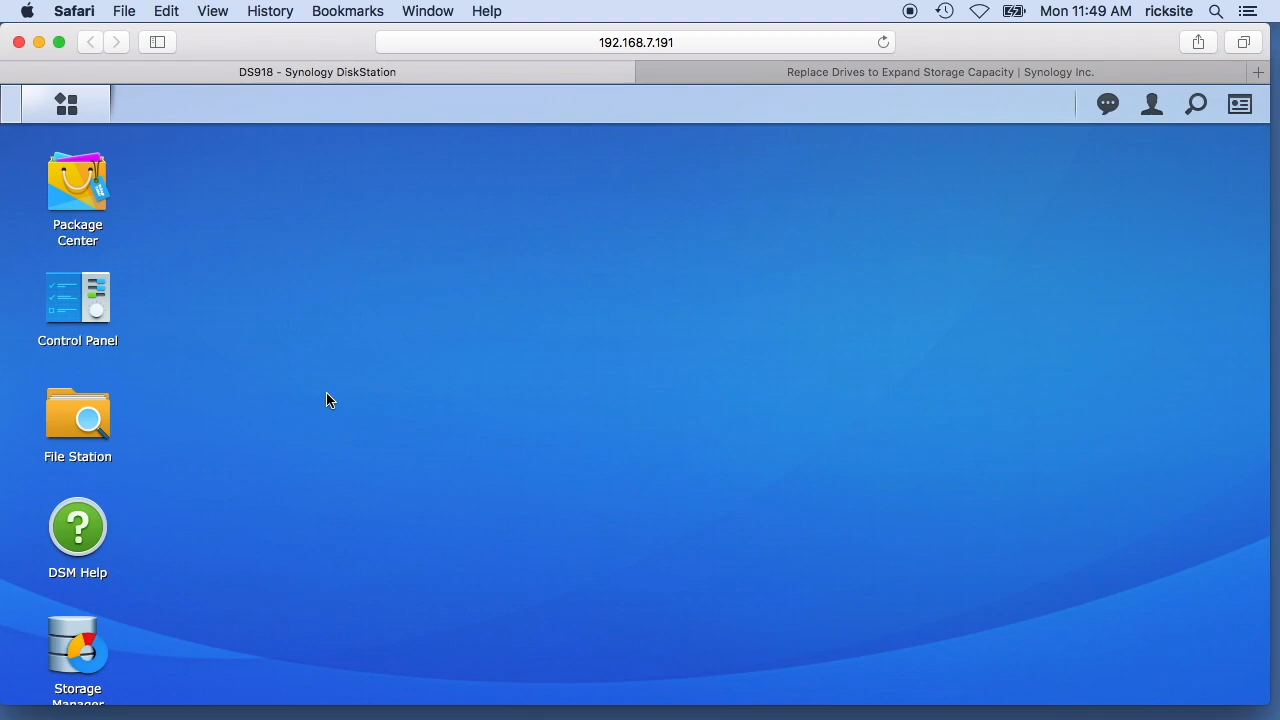 Safari File Edit View History Bookmarks Window Help Mon 11:49 AM ricksite
192.168.7.191
DS918 - Synology DiskStation Replace Drives to Expand Storage Capacity | Synology Inc.
Package
Center
Control Panel
File Station
DSM Help
Storage
Manager